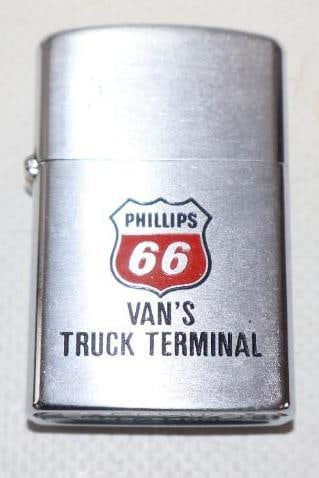 PHILLIPS
66
VAN'S
TRUCK TERMINAL